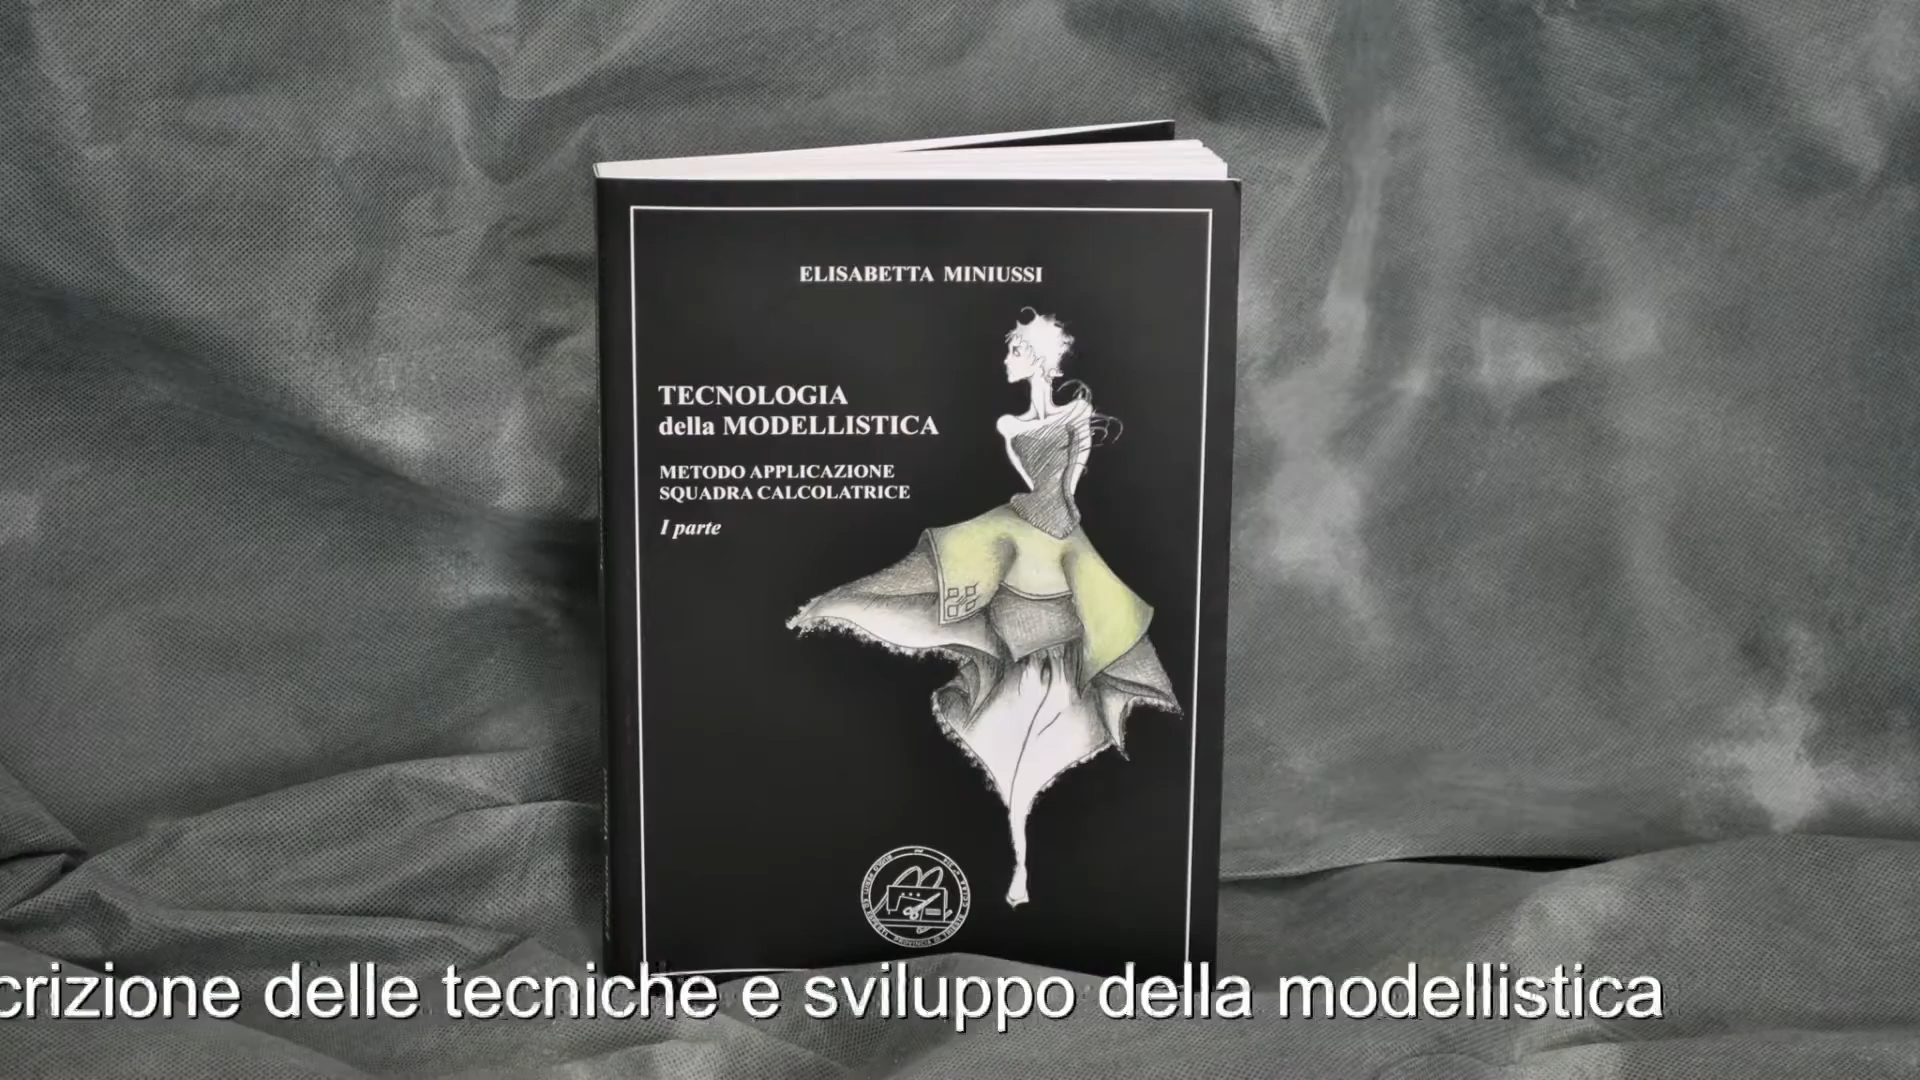 ELISABETTA MINIUSSI
TECNOLOGIA
della MODELLISTICA
METODO APPLICAZIONE
SQUADRA CALCOLATRICE
I parte
crizione delle tecniche e sviluppo della modellistica